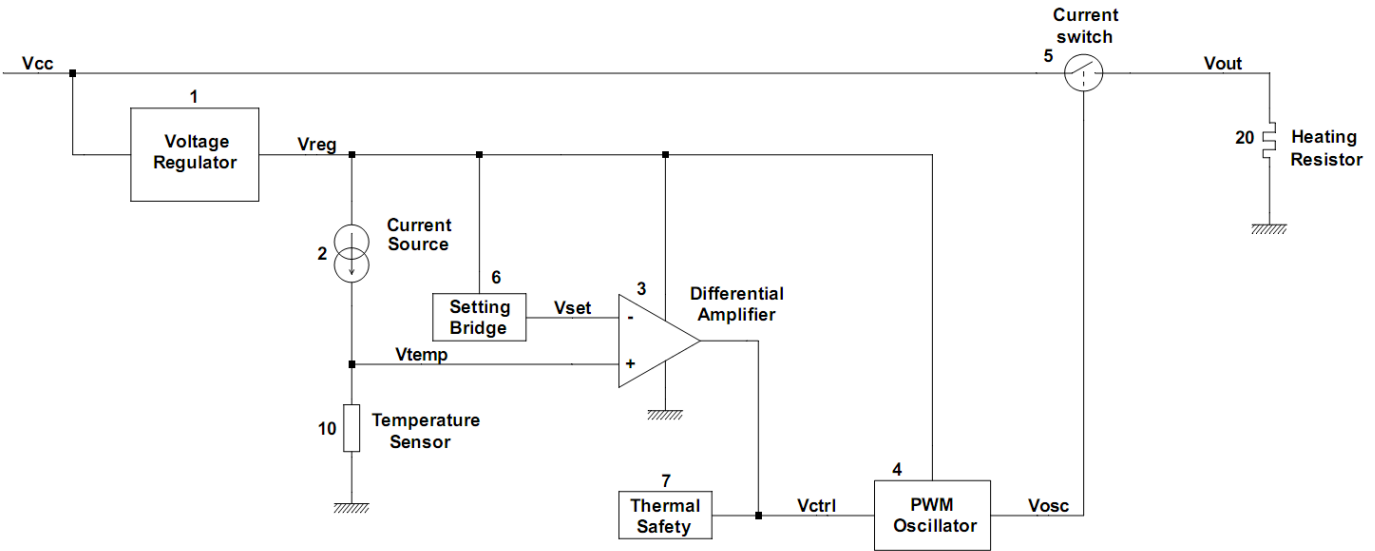 Current
switch
5
Vcc
Vout
1
Voltage
Regulator
Vreg
20
Heating
Resistor
Current
Source
2
6
3
Setting
Bridge
Vset
-
Differential
Amplifier
Vtemp
+
10
Temperature
Sensor
7
4
Thermal
Safety
Vctrl
PWM
Oscillator
Vosc